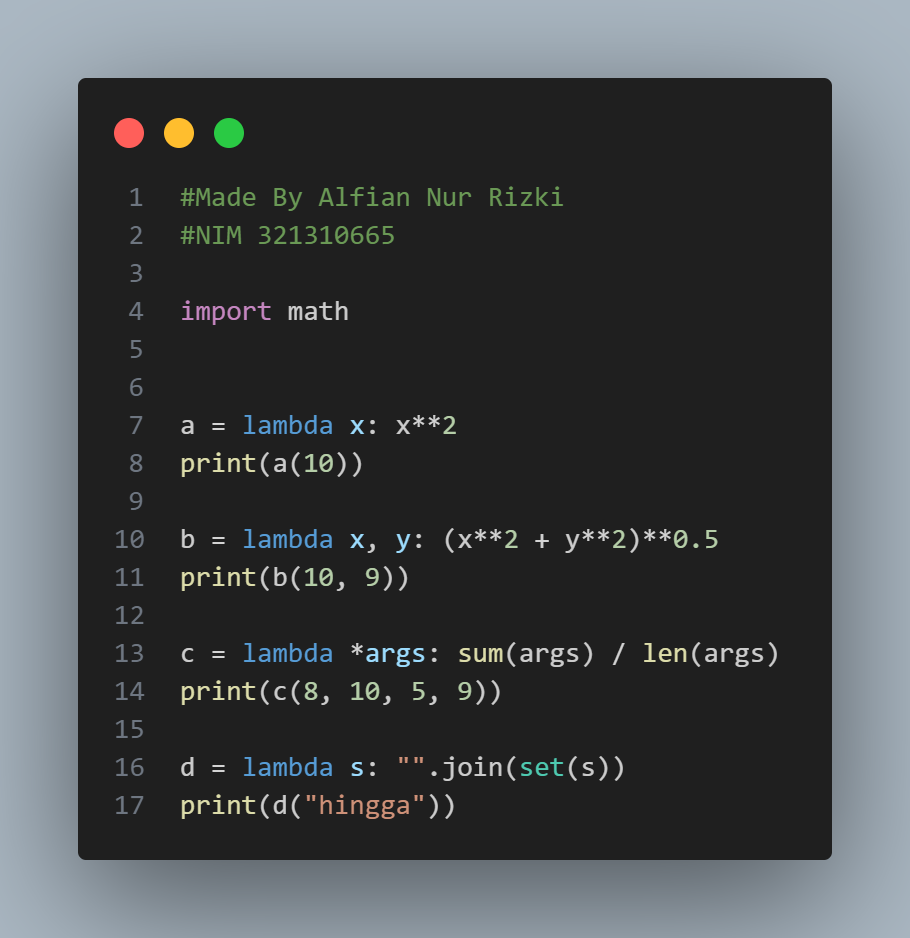 1 #Made By Alfian Nur Rizki
2 #NIM 321310665
3
4 import math
5
6
7 a = lambda x: x**2
8 print(a(10))
9
10 b = lambda x, y: (x**2 + y**2)**0.5
11 print(b(10, 9))
12
13 c = lambda *args: sum(args) / len(args)
14 print(c(8, 10, 5, 9))
15
16 d = lambda s: "".join(set(s))
17 print(d("hingga"))